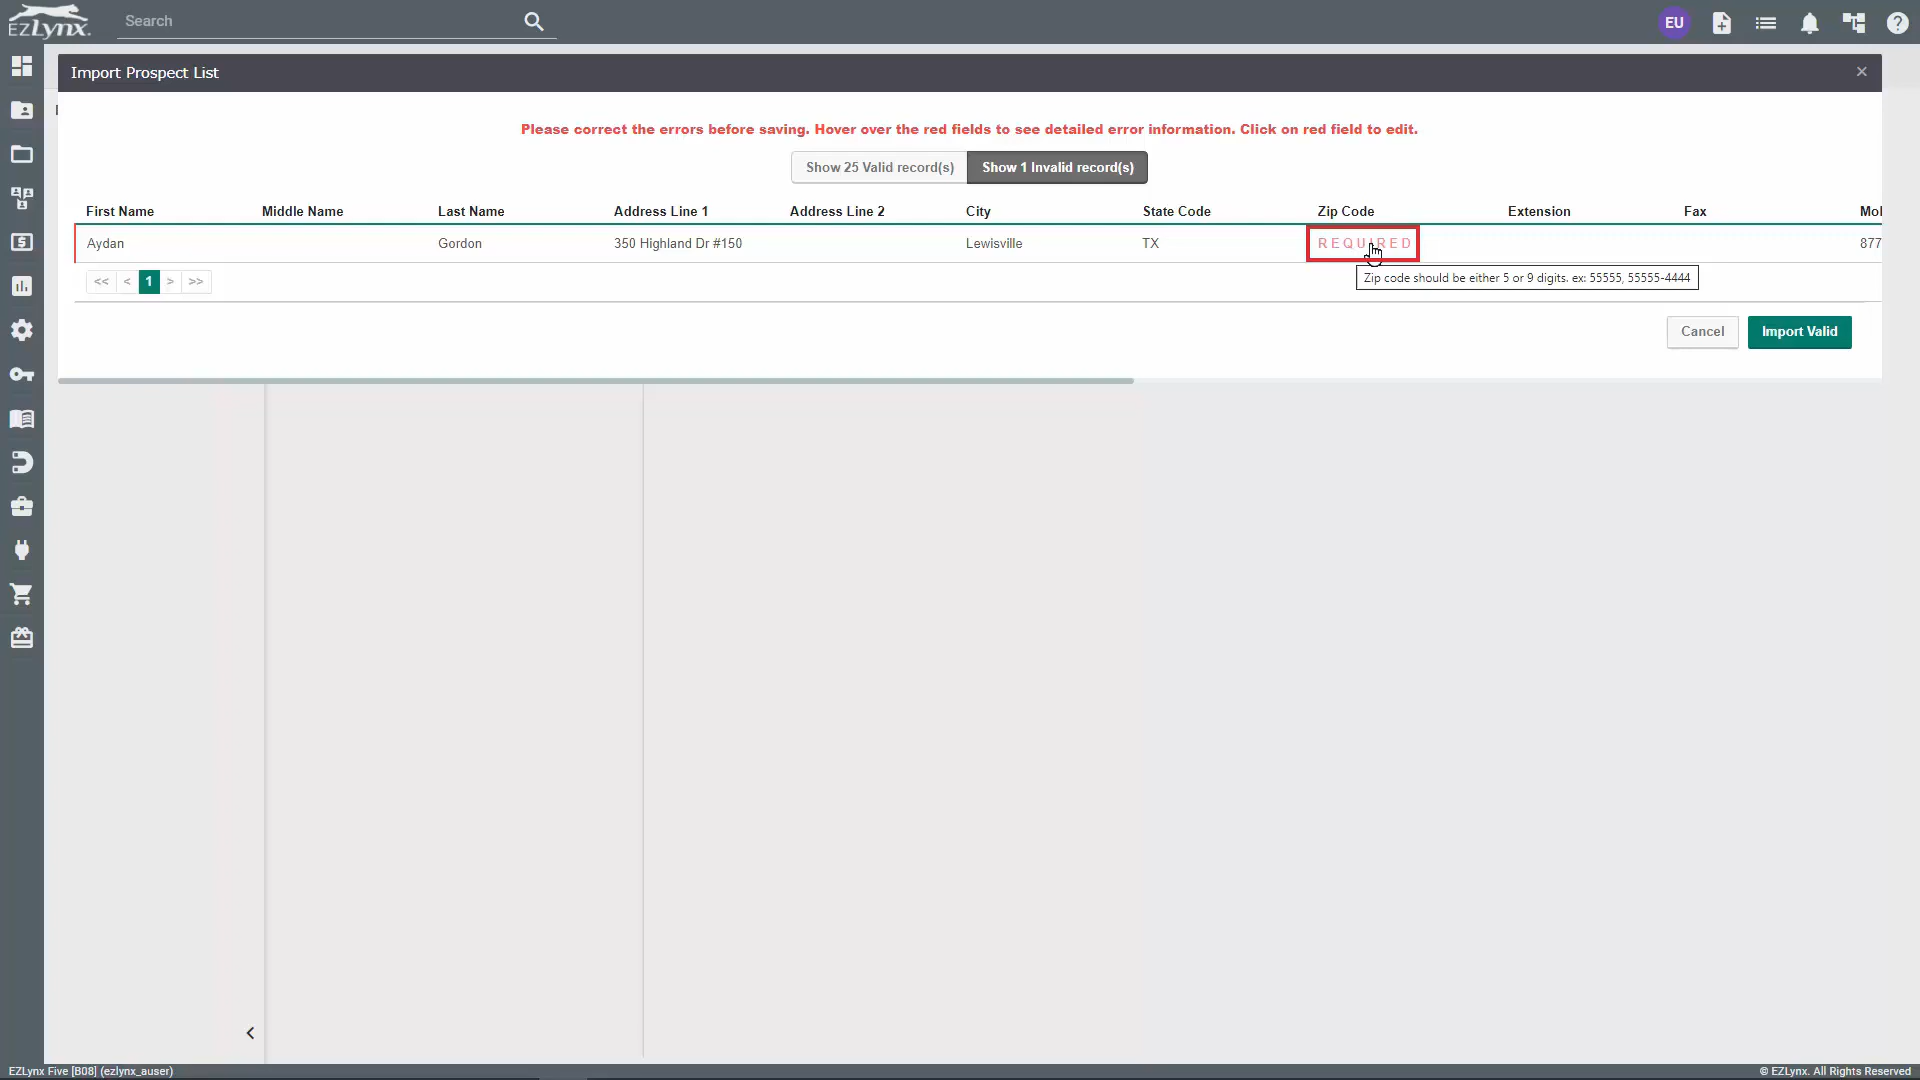 EZLynx
Search
EU
Import Prospect List
×
Please correct the errors before saving. Hover over the red fields to see detailed error information. Click on red field to edit.
Show 25 Valid record(s) Show 1 Invalid record(s)
First Name Middle Name Last Name Address Line 1 Address Line 2 City State Code Zip Code Extension Fax Mol
Aydan Gordon 350 Highland Dr #150 Lewisville TX REQUIRED 877
<< < 1 > >>
Zip code should be either 5 or 9 digits. ex: 55555, 55555-4444
Cancel Import Valid
EZLynx Five [B08] (ezlynx_auser) © EZLynx. All Rights Reserved